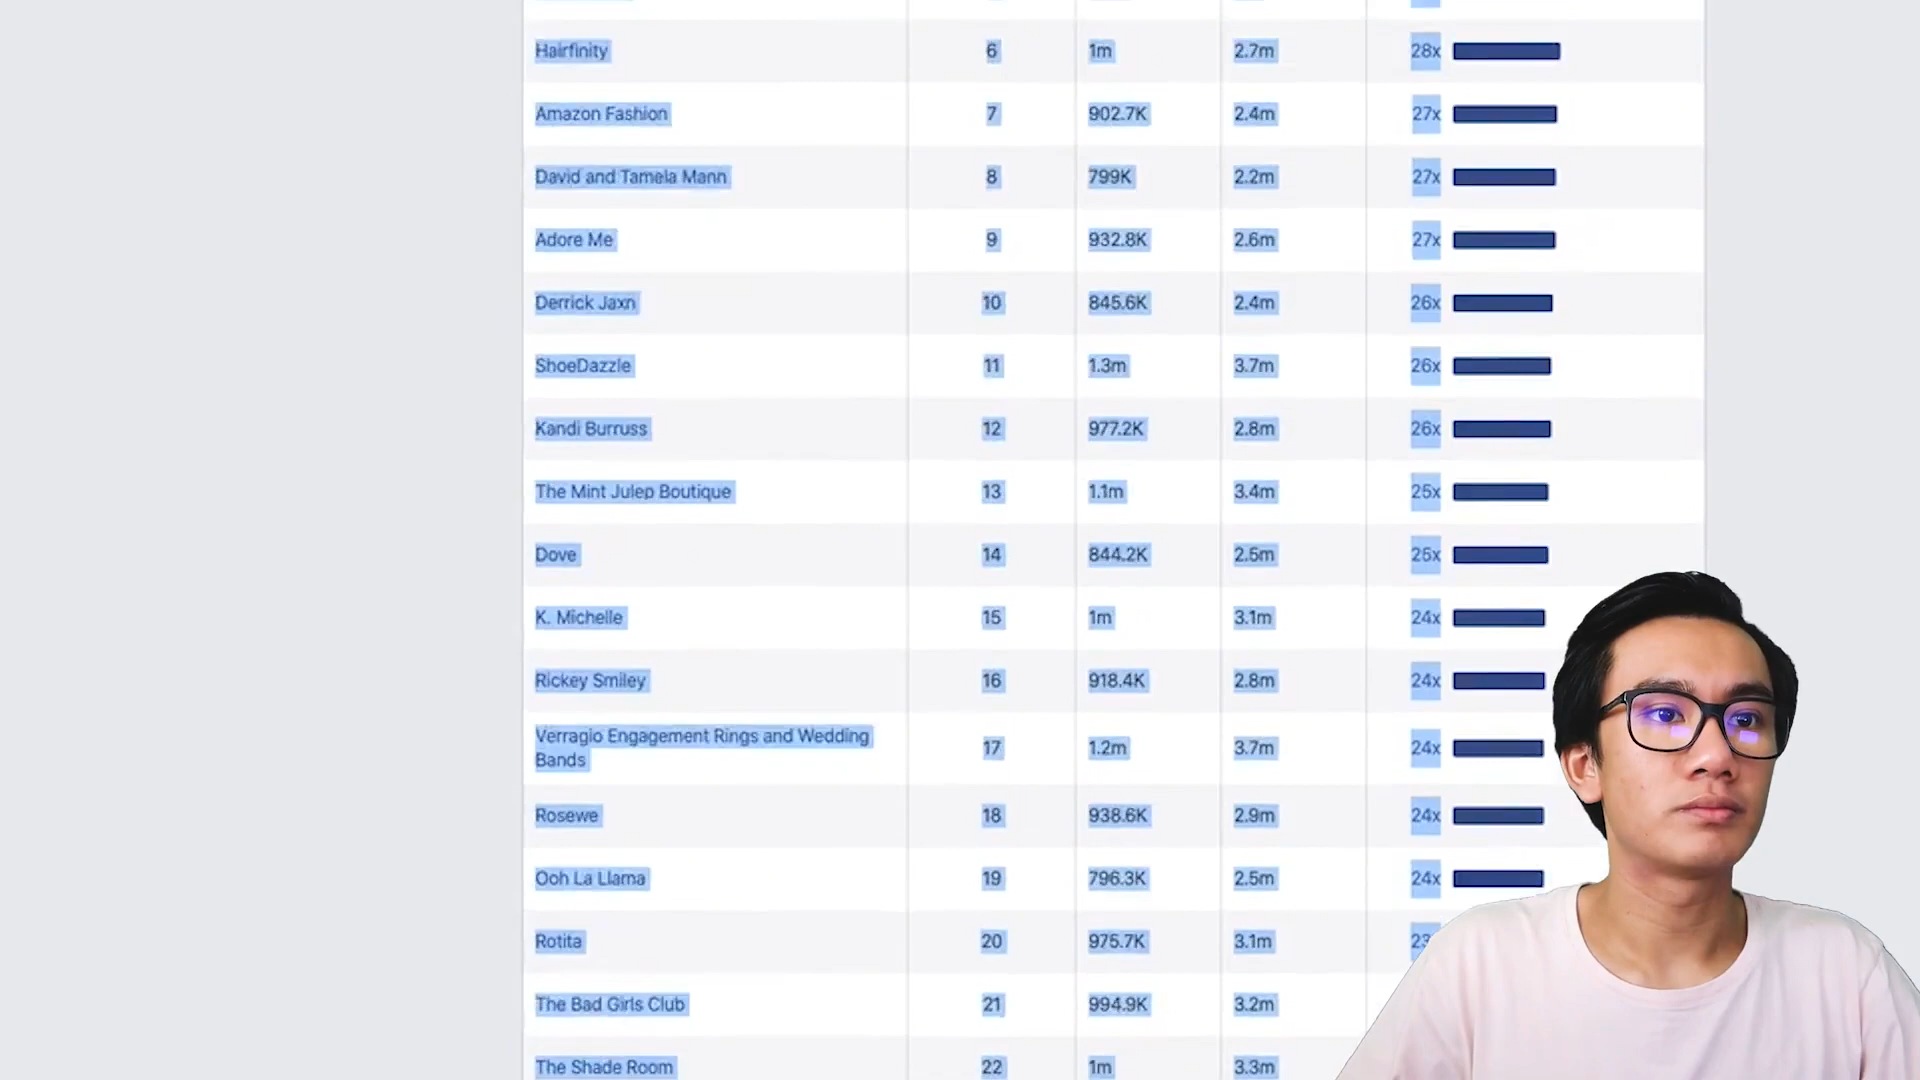 Hairfinity 6 1m 2.7m 28x
Amazon Fashion 7 902.7K 2.4m 27x
David and Tamela Mann 8 799K 2.2m 27x
Adore Me 9 932.8K 2.6m 27x
Derrick Jaxn 10 845.6K 2.4m 26x
ShoeDazzle 11 1.3m 3.7m 26x
Kandi Burruss 12 977.2K 2.8m 26x
The Mint Julep Boutique 13 1.1m 3.4m 25x
Dove 14 844.2K 2.5m 25x
K. Michelle 15 1m 3.1m 24x
Rickey Smiley 16 918.4K 2.8m 24x
Verragio Engagement Rings and Wedding
Bands 17 1.2m 3.7m 24x
Rosewe 18 938.6K 2.9m 24x
Ooh La Llama 19 796.3K 2.5m 24x
Rotita 20 975.7K 3.1m
The Bad Girls Club 21 994.9K 3.2m
The Shade Room 22 1m 3.3m